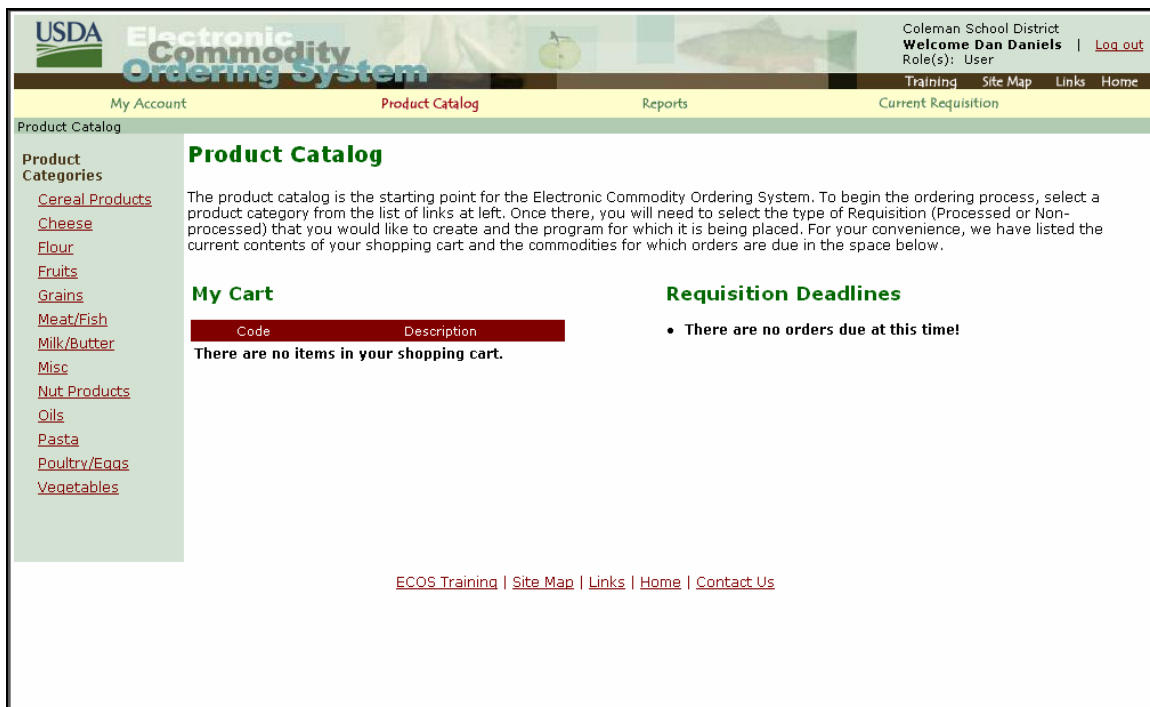 USDA
Electronic
Commodity
Ordering System
Coleman School District
Welcome Dan Daniels | Log out
Role(s): User
Training Site Map Links Home
My Account Product Catalog Reports Current Requisition
Product Catalog
Product
Categories
Cereal Products
Cheese
Flour
Fruits
Grains
Meat/Fish
Milk/Butter
Misc
Nut Products
Oils
Pasta
Poultry/Eggs
Vegetables
Product Catalog
The product catalog is the starting point for the Electronic Commodity Ordering System. To begin the ordering process, select a
product category from the list of links at left. Once there, you will need to select the type of Requisition (Processed or Non-
processed) that you would like to create and the program for which it is being placed. For your convenience, we have listed the
current contents of your shopping cart and the commodities for which orders are due in the space below.
My Cart
Code Description
There are no items in your shopping cart.
Requisition Deadlines
• There are no orders due at this time!
ECOS Training | Site Map | Links | Home | Contact Us